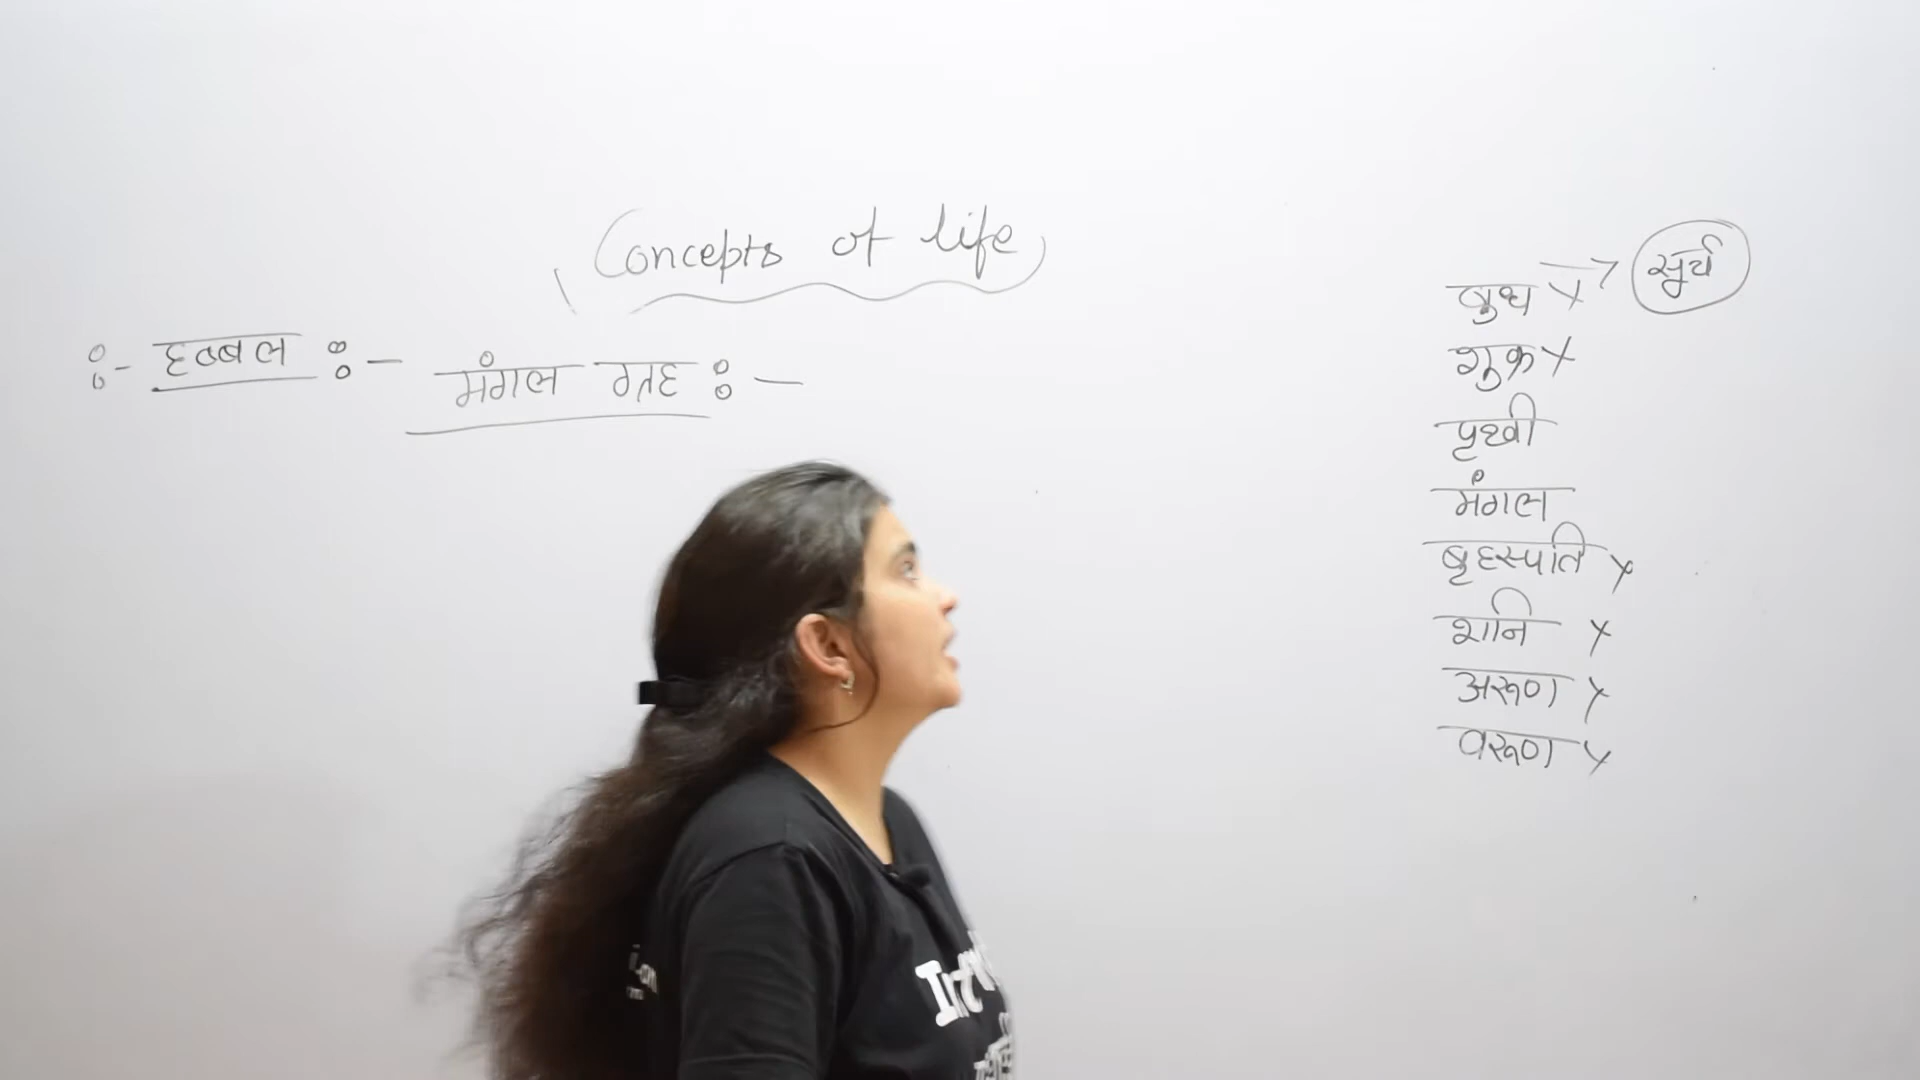 Concepts of life
:- हब्बल :- मंगल ग्रह :-
सूर्य
बुध x →
शुक्र x
पृथ्वी
मंगल
बृहस्पति x
शनि x
अरूण x
वरूण x